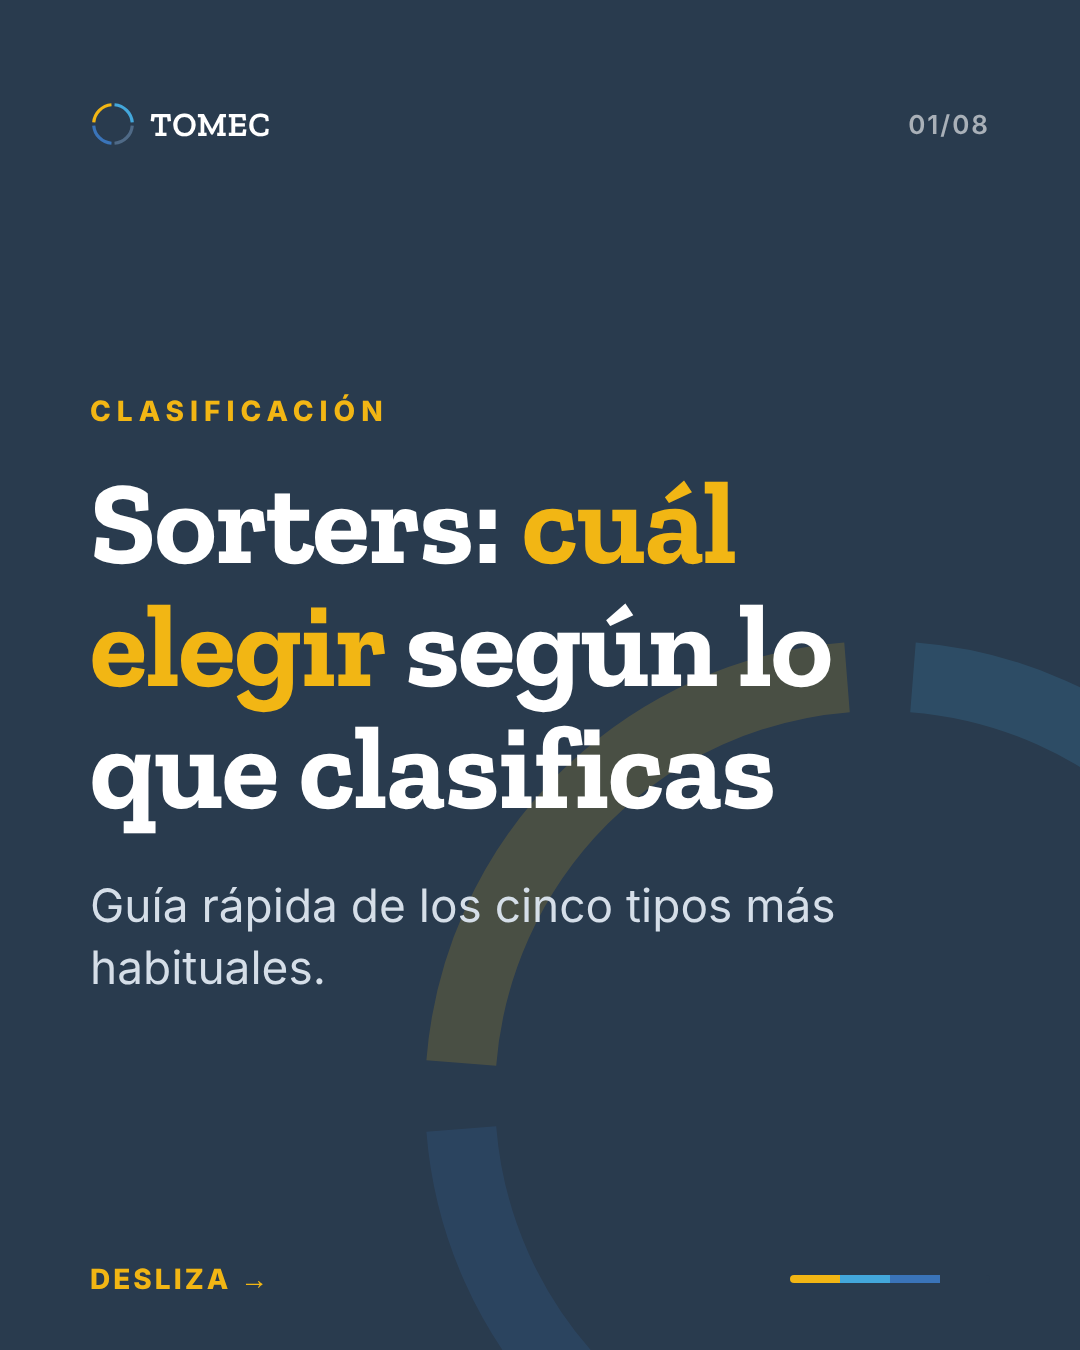 TOMEC
01/08
CLASIFICACIÓN
Sorters: cuál
elegir según lo
que clasificas
Guía rápida de los cinco tipos más
habituales.
DESLIZA →